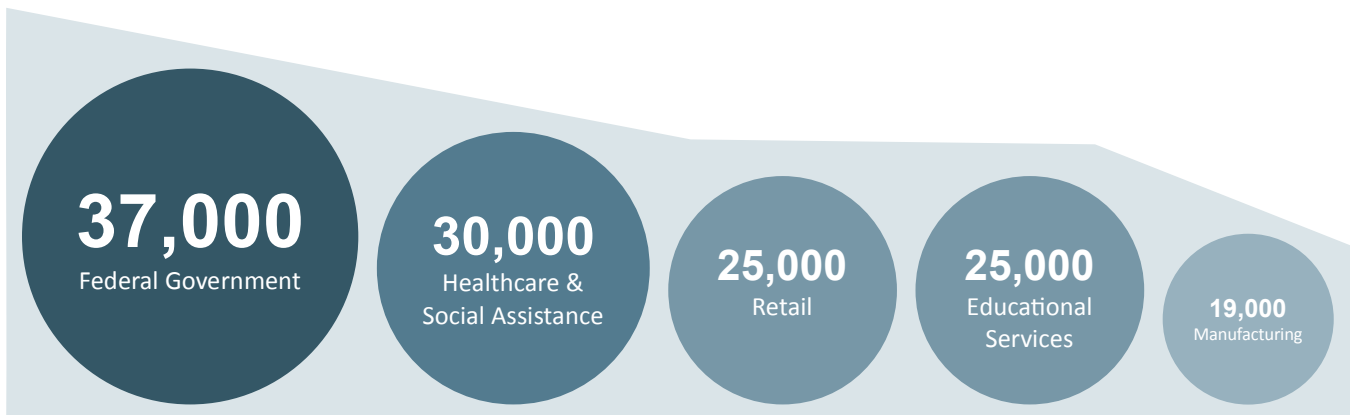 37,000
Federal Government
30,000
Healthcare &
Social Assistance
25,000
Retail
25,000
Educational
Services
19,000
Manufacturing